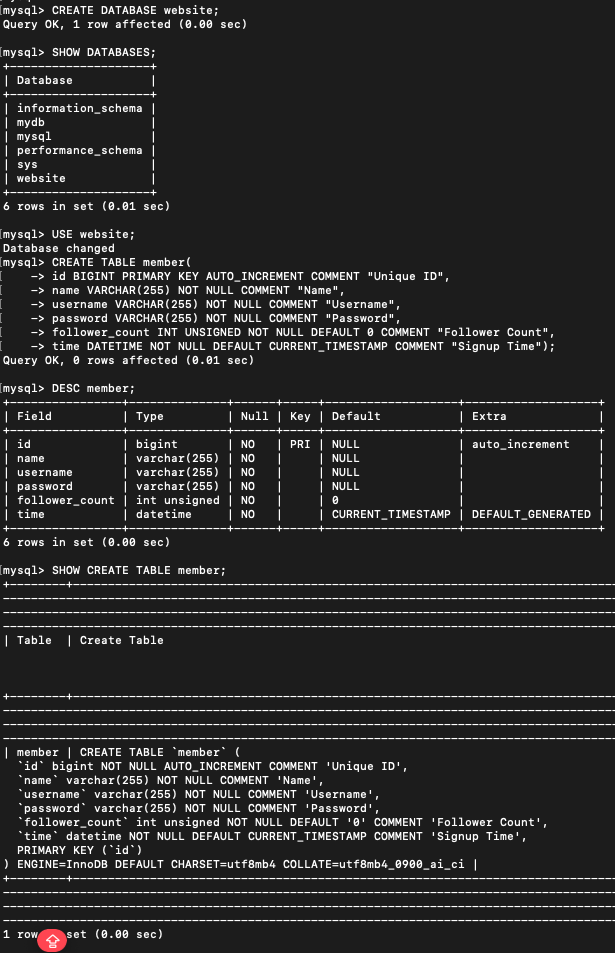 [mysql> CREATE DATABASE website;
Query OK, 1 row affected (0.00 sec)
[mysql> SHOW DATABASES;
+--------------------+
| Database           |
+--------------------+
| information_schema |
| mydb               |
| mysql              |
| performance_schema |
| sys                |
| website            |
+--------------------+
6 rows in set (0.01 sec)
[mysql> USE website;
Database changed
[mysql> CREATE TABLE member(
[    -> id BIGINT PRIMARY KEY AUTO_INCREMENT COMMENT "Unique ID",
[    -> name VARCHAR(255) NOT NULL COMMENT "Name",
[    -> username VARCHAR(255) NOT NULL COMMENT "Username",
[    -> password VARCHAR(255) NOT NULL COMMENT "Password",
[    -> follower_count INT UNSIGNED NOT NULL DEFAULT 0 COMMENT "Follower Count",
[    -> time DATETIME NOT NULL DEFAULT CURRENT_TIMESTAMP COMMENT "Signup Time");
Query OK, 0 rows affected (0.01 sec)
[mysql> DESC member;
+----------------+--------------+------+-----+-------------------+-------------------+
| Field          | Type         | Null | Key | Default           | Extra             |
+----------------+--------------+------+-----+-------------------+-------------------+
| id             | bigint       | NO   | PRI | NULL              | auto_increment    |
| name           | varchar(255) | NO   |     | NULL              |                   |
| username       | varchar(255) | NO   |     | NULL              |                   |
| password       | varchar(255) | NO   |     | NULL              |                   |
| follower_count | int unsigned | NO   |     | 0                 |                   |
| time           | datetime     | NO   |     | CURRENT_TIMESTAMP | DEFAULT_GENERATED |
+----------------+--------------+------+-----+-------------------+-------------------+
6 rows in set (0.00 sec)
[mysql> SHOW CREATE TABLE member;
| Table  | Create Table
| member | CREATE TABLE `member` (
  `id` bigint NOT NULL AUTO_INCREMENT COMMENT 'Unique ID',
  `name` varchar(255) NOT NULL COMMENT 'Name',
  `username` varchar(255) NOT NULL COMMENT 'Username',
  `password` varchar(255) NOT NULL COMMENT 'Password',
  `follower_count` int unsigned NOT NULL DEFAULT '0' COMMENT 'Follower Count',
  `time` datetime NOT NULL DEFAULT CURRENT_TIMESTAMP COMMENT 'Signup Time',
  PRIMARY KEY (`id`)
) ENGINE=InnoDB DEFAULT CHARSET=utf8mb4 COLLATE=utf8mb4_0900_ai_ci |
1 row set (0.00 sec)